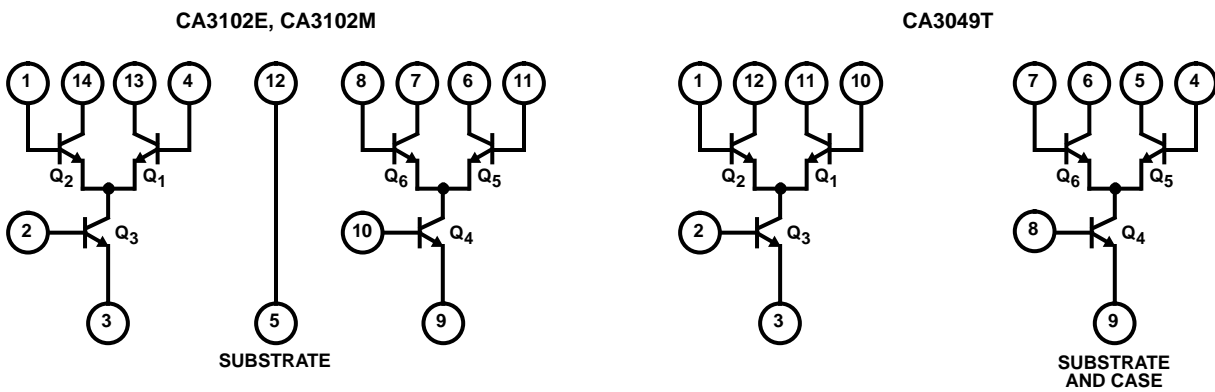 CA3102E, CA3102M
1 14 13 4 12 8 7 6 11
Q2 Q1 Q6 Q5
2 Q3 10 Q4
3 5 9
SUBSTRATE
CA3049T
1 12 11 10 7 6 5 4
Q2 Q1 Q6 Q5
2 Q3 8 Q4
3 9
SUBSTRATE
AND CASE